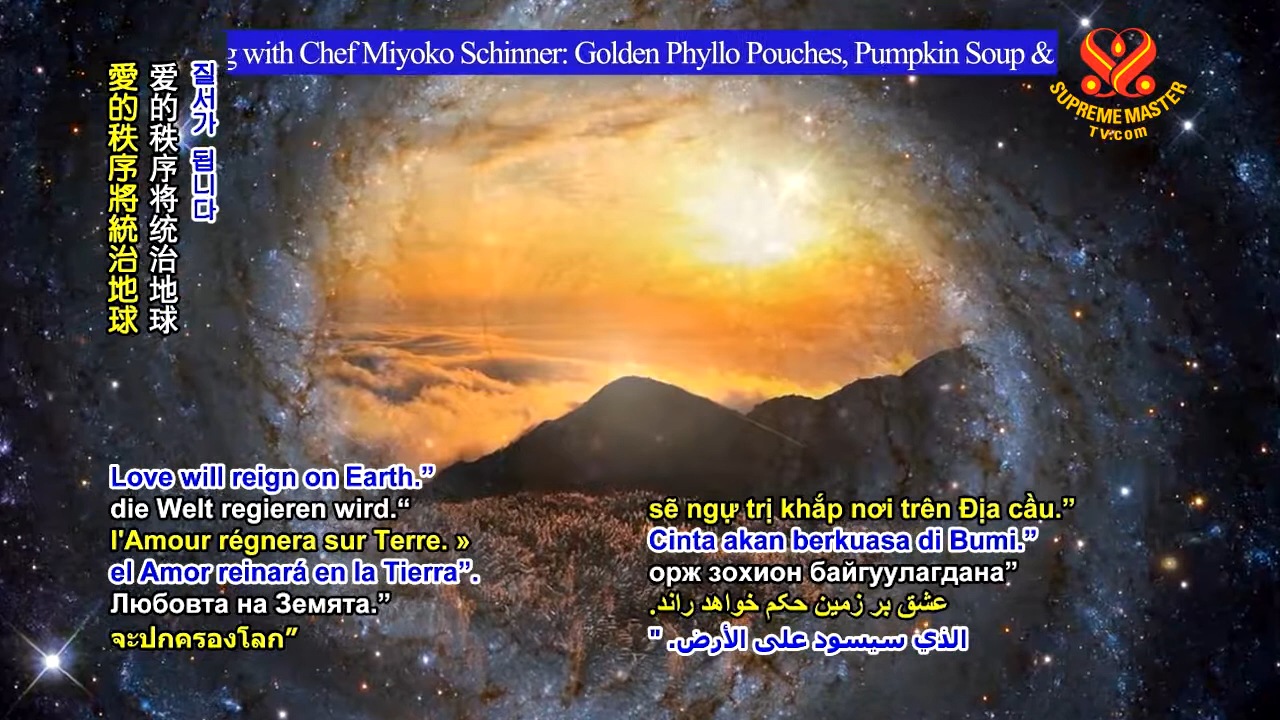 g with Chef Miyoko Schinner: Golden Phyllo Pouches, Pumpkin Soup &
SUPREME MASTER
TV.com
愛的秩序將統治地球
爱的秩序将统治地球
질서가 됩니다
Love will reign on Earth.”
die Welt regieren wird.“
l'Amour régnera sur Terre. »
el Amor reinará en la Tierra”.
Любовта на Земята.”
จะปกครองโลก”
sẽ ngự trị khắp nơi trên Địa cầu.”
Cinta akan berkuasa di Bumi.”
орж зохион байгуулагдана”
عشق بر زمین حکم خواهد راند.
الذي سيسود على الأرض. "